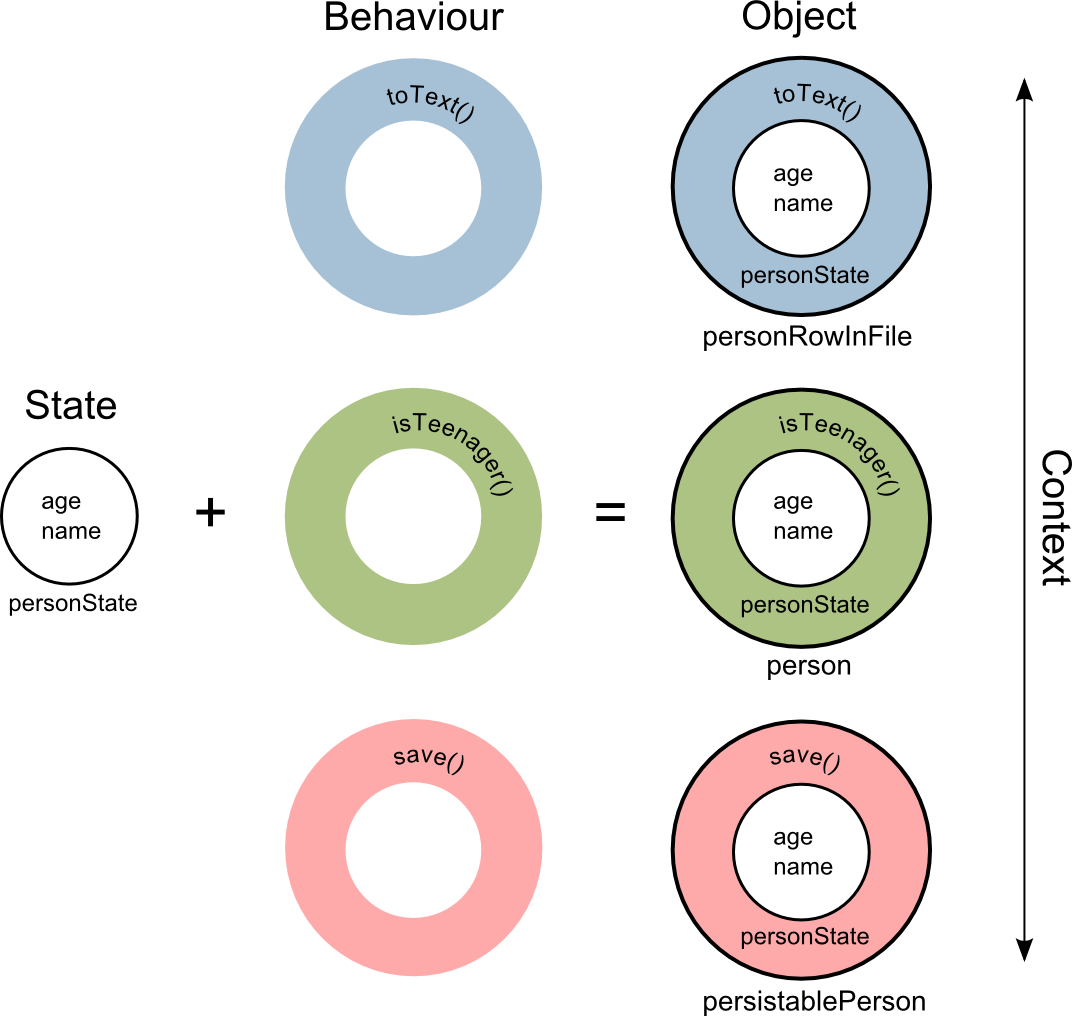 Behaviour
Object
toText()
toText()
age
name
personState
personRowInFile
State
age
name
personState
+
isTeenager()
=
isTeenager()
age
name
personState
person
Context
save()
save()
age
name
personState
persistablePerson